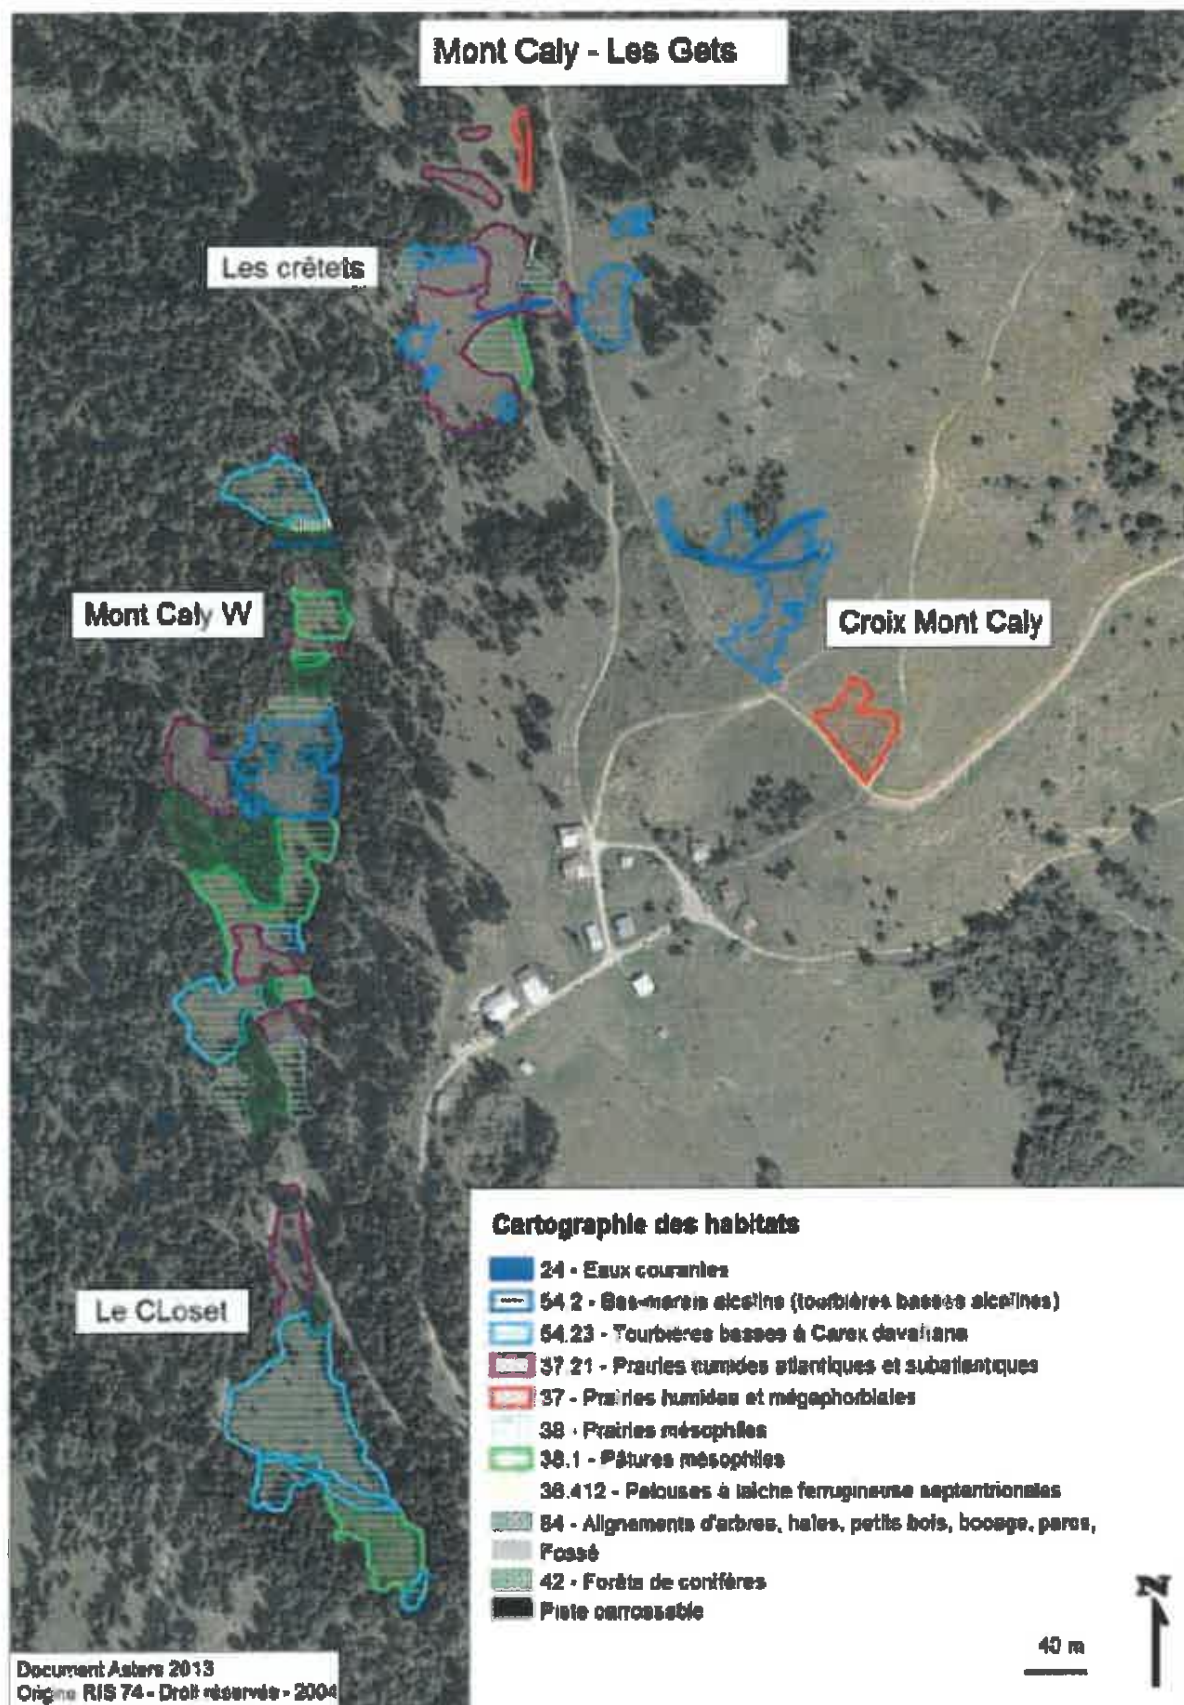 Mont Caly - Les Gets
Les crêtets
Mont Caly W
Croix Mont Caly
Le CLoset
Cartographie des habitats
24 - Eaux courantes
54.2 - Bas-marais alcalins (tourbières basses alcalines)
54.23 - Tourbières basses à Carex davalliana
37.21 - Prairies humides atlantiques et subatlantiques
37 - Prairies humides et mégaphorbiaies
38 - Prairies mésophiles
38.1 - Pâtures mésophiles
36.412 - Pelouses à laiche ferrugineuse septentrionales
84 - Alignements d'arbres, haies, petits bois, bocage, parcs,
Fossé
42 - Forêts de conifères
Piste carrossable
N
40 m
Document Asters 2013
Origine RIS 74 - Droit réservés - 2004